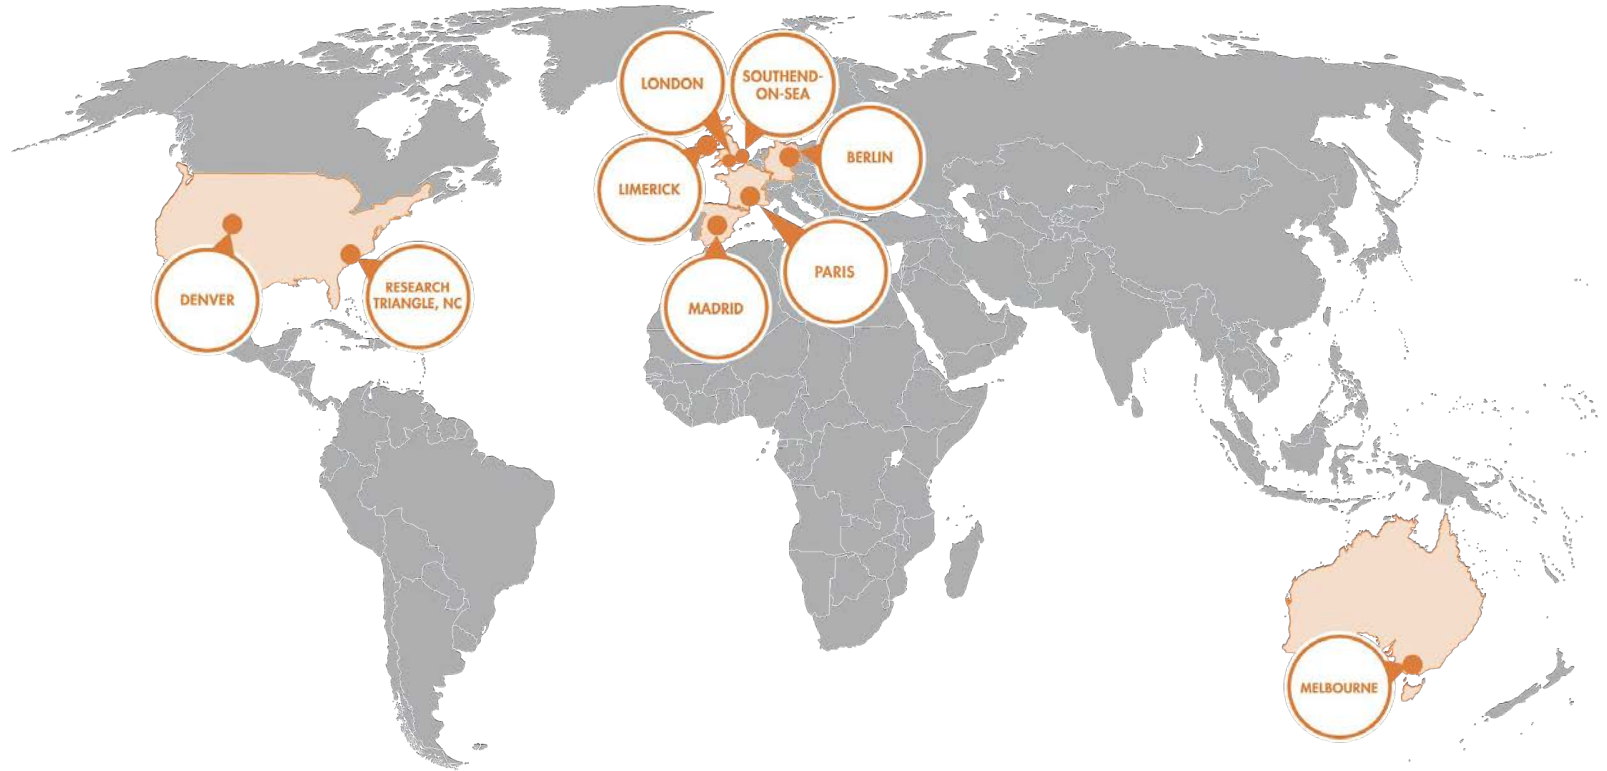 LONDON
SOUTHEND-
ON-SEA
BERLIN
LIMERICK
PARIS
MADRID
DENVER
RESEARCH
TRIANGLE, NC
MELBOURNE